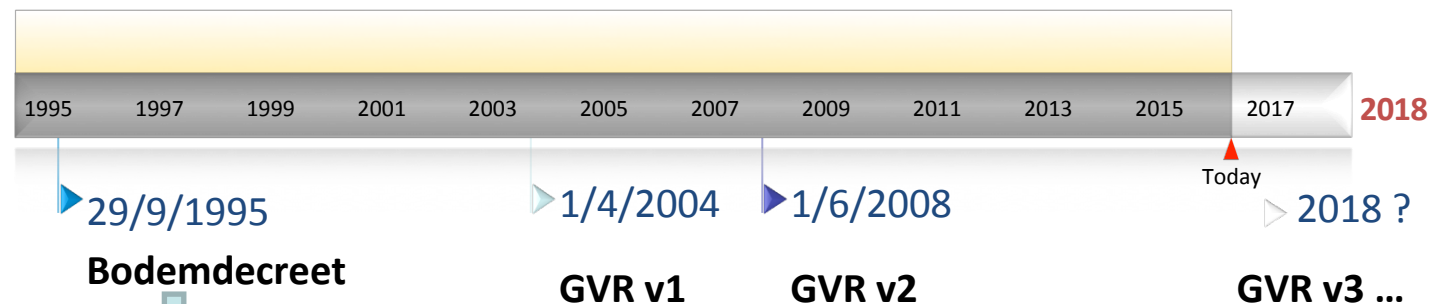 1995 1997 1999 2001 2003 2005 2007 2009 2011 2013 2015 2017 2018
Today
29/9/1995 1/4/2004 1/6/2008 2018 ?
Bodemdecreet GVR v1 GVR v2 GVR v3 ...